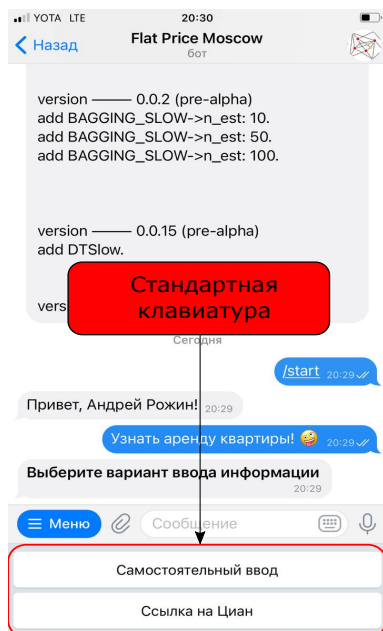 YOTA LTE 20:30
Назад Flat Price Moscow
бот
version —— 0.0.2 (pre-alpha)
add BAGGING_SLOW->n_est: 10.
add BAGGING_SLOW->n_est: 50.
add BAGGING_SLOW->n_est: 100.
version —— 0.0.15 (pre-alpha)
add DTSlow.
Стандартная
клавиатура
vers
Сегодня
/start 20:29
Привет, Андрей Рожин! 20:29
Узнать аренду квартиры! 🤪 20:29
Выберите вариант ввода информации
20:29
Меню Сообщение
Самостоятельный ввод
Ссылка на Циан